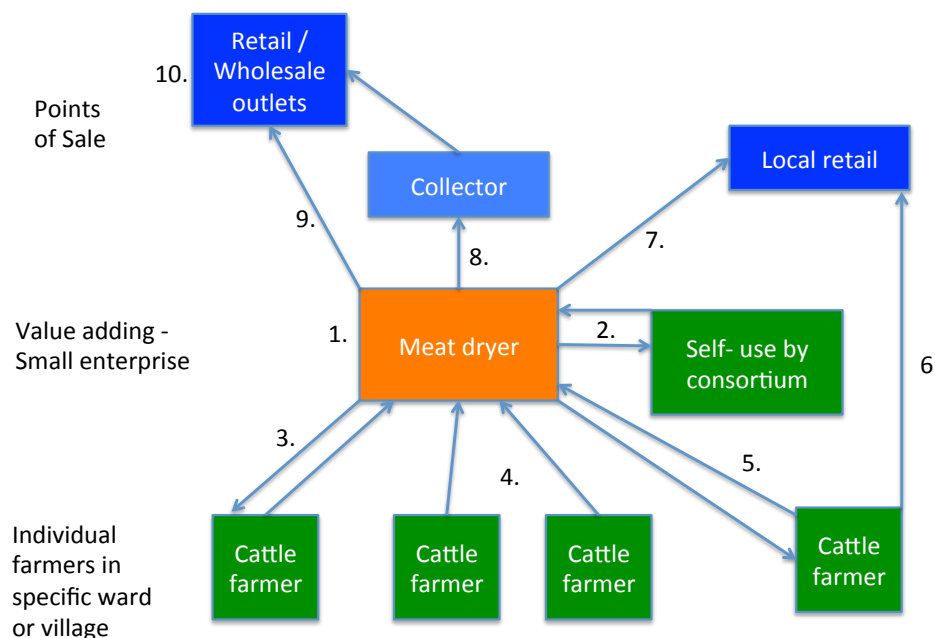 Retail /
Wholesale
outlets
10.
Points
of Sale
Collector
Local retail
9.
8.
7.
Value adding -
Small enterprise
1.
Meat dryer
2.
Self- use by
consortium
6
3.
4.
5.
Individual
farmers in
specific ward
or village
Cattle
farmer
Cattle
farmer
Cattle
farmer
Cattle
farmer